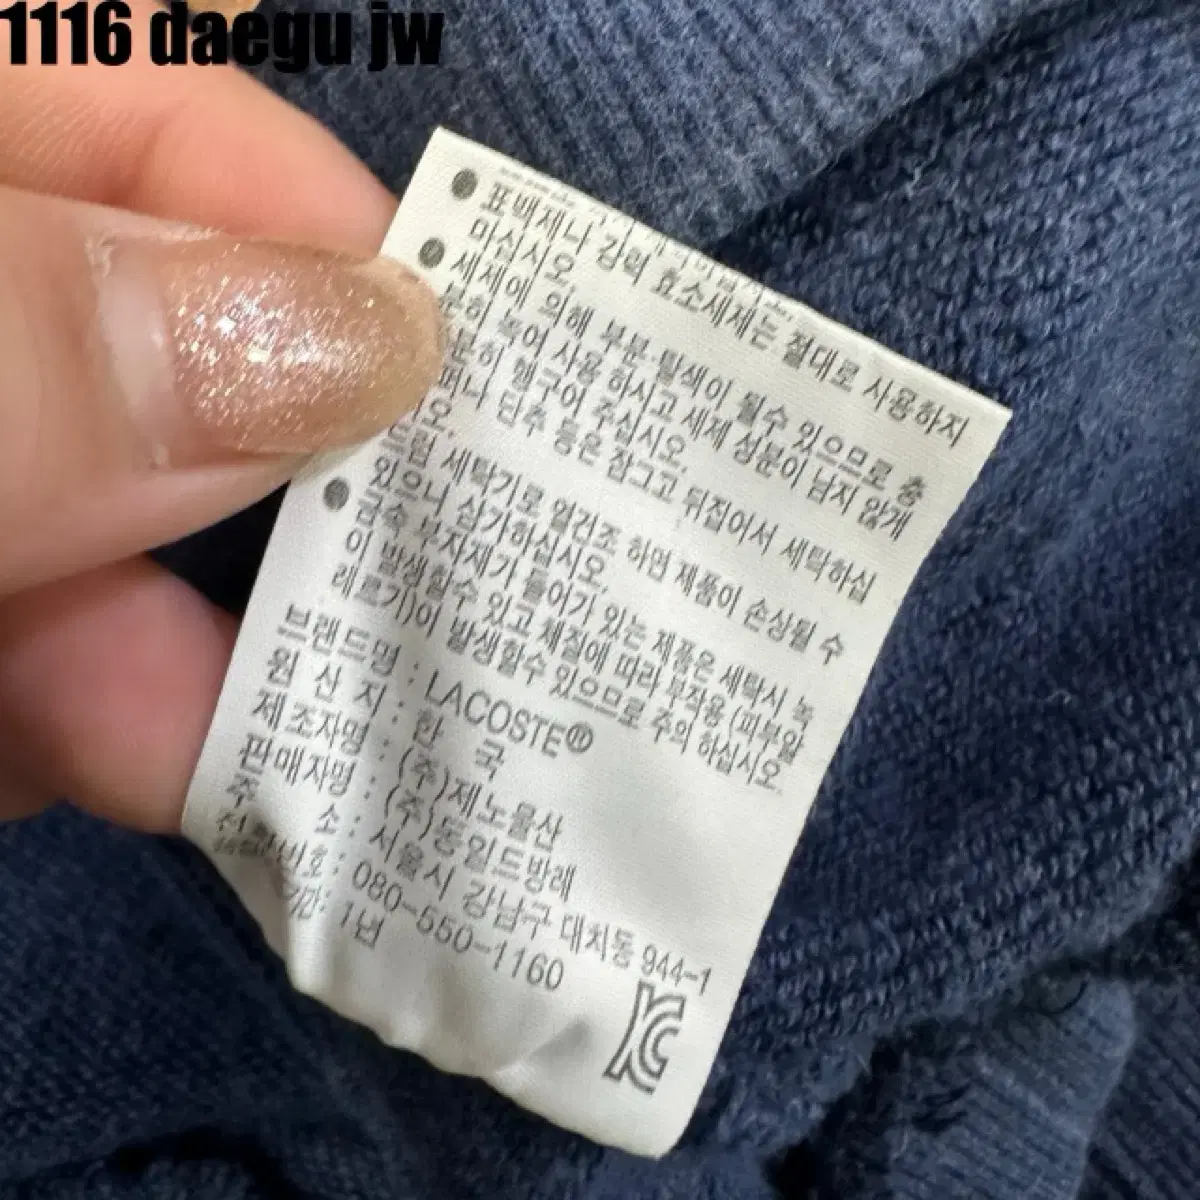 1116 daegu jw
● 표백제나 강력 효소세제는 절대로 사용하지
마십시오.
● 세제에 의해 부분 탈색이 될수 있으므로 충
분히 녹여 사용 하시고 세제 성분이 남지 않게
헹구어 주십시오.
단추 등은 잠그고 뒤집어서 세탁하십
시오.
드럼 세탁기로 열건조 하면 제품이 손상될 수
있으니 삼가하십시오.
● 금속 부자재가 들어가 있는 제품은 세탁시 녹
이 발생할수 있고 체질에 따라 부작용(피부알
레르기)이 발생할수 있으므로 주의 하십시오.
브랜드명 : LACOSTE®
원 산 지 : 한 국
제조자명 : (주)제노물산
판매자명 : (주)동일드방레
주 소 : 서울시 강남구 대치동 944-1
전화번호 : 080-550-1160
1년